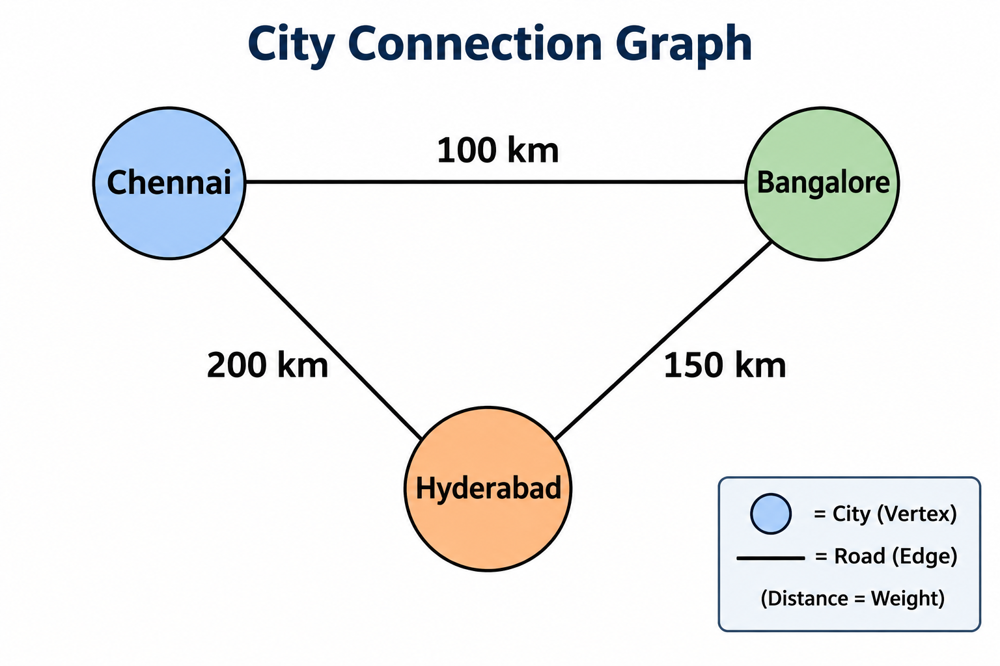 City Connection Graph
100 km
Chennai
Bangalore
200 km
150 km
Hyderabad
= City (Vertex)
= Road (Edge)
(Distance = Weight)